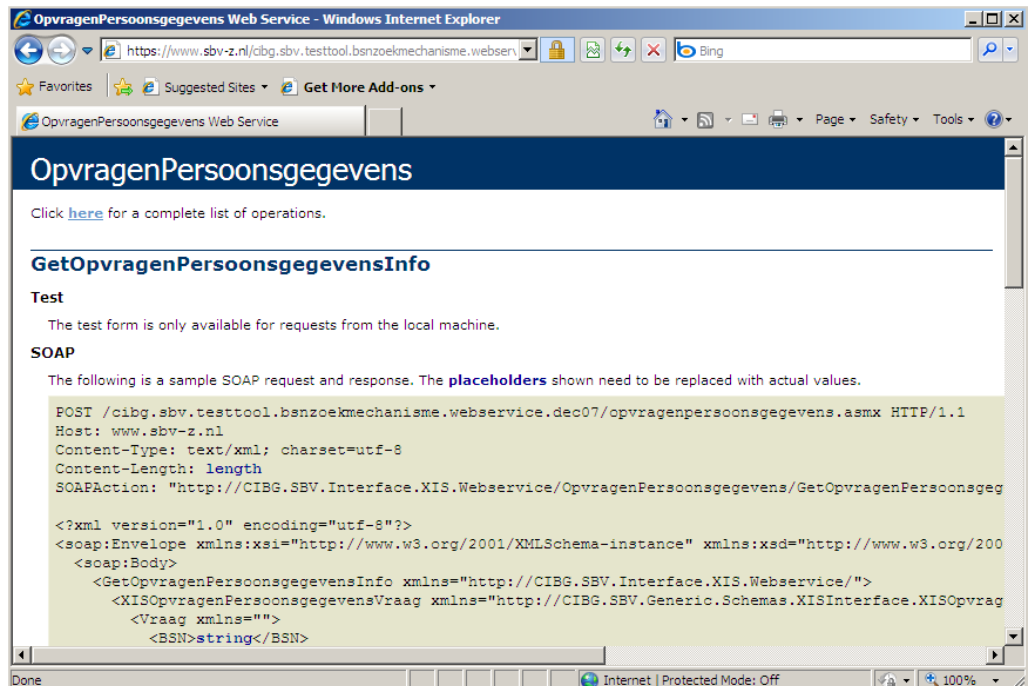 OpvragenPersoonsgegevens Web Service - Windows Internet Explorer
https://www.sbv-z.nl/cibg.sbv.testtool.bsnzoekmechanisme.webserv
Bing
Favorites Suggested Sites Get More Add-ons
OpvragenPersoonsgegevens Web Service Page Safety Tools
OpvragenPersoonsgegevens
Click here for a complete list of operations.
GetOpvragenPersoonsgegevensInfo
Test
The test form is only available for requests from the local machine.
SOAP
The following is a sample SOAP request and response. The placeholders shown need to be replaced with actual values.
POST /cibg.sbv.testtool.bsnzoekmechanisme.webservice.dec07/opvragenpersoonsgegevens.asmx HTTP/1.1
Host: www.sbv-z.nl
Content-Type: text/xml; charset=utf-8
Content-Length: length
SOAPAction: "http://CIBG.SBV.Interface.XIS.Webservice/OpvragenPersoonsgegevens/GetOpvragenPersoonsgeg
<?xml version="1.0" encoding="utf-8"?>
<soap:Envelope xmlns:xsi="http://www.w3.org/2001/XMLSchema-instance" xmlns:xsd="http://www.w3.org/200
<soap:Body>
<GetOpvragenPersoonsgegevensInfo xmlns="http://CIBG.SBV.Interface.XIS.Webservice/">
<XISOpvragenPersoonsgegevensVraag xmlns="http://CIBG.SBV.Generic.Schemas.XISInterface.XISOpvrag
<Vraag xmlns="">
<BSN>string</BSN>
Done Internet | Protected Mode: Off 100%